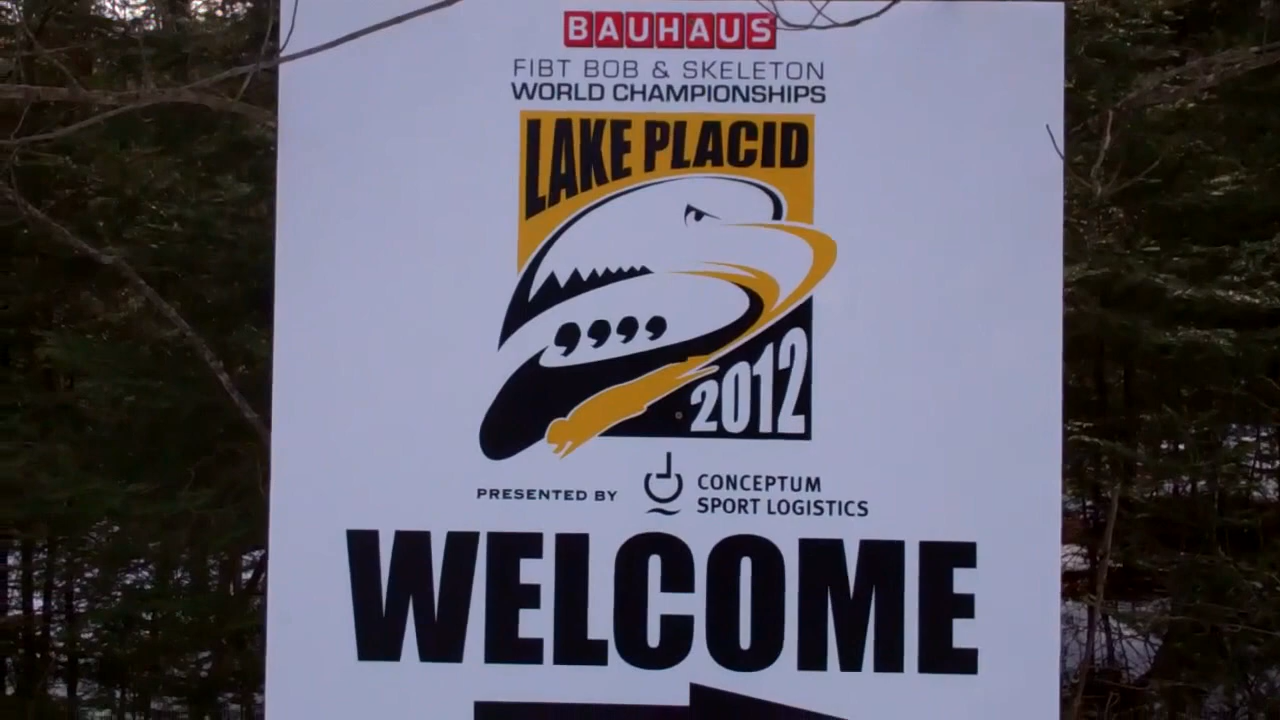 BAUHAUS
FIBT BOB & SKELETON
WORLD CHAMPIONSHIPS
LAKE PLACID
2012
PRESENTED BY
CONCEPTUM
SPORT LOGISTICS
WELCOME